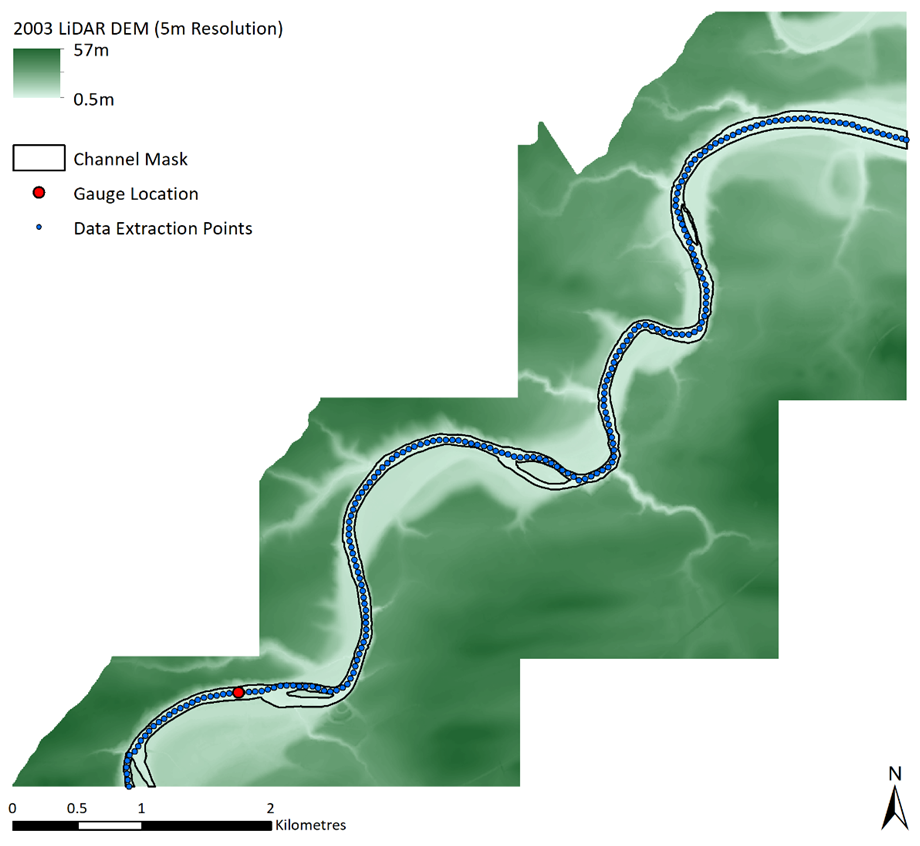 2003 LiDAR DEM (5m Resolution)
57m
0.5m
Channel Mask
Gauge Location
Data Extraction Points
N
0 0.5 1 2
Kilometres